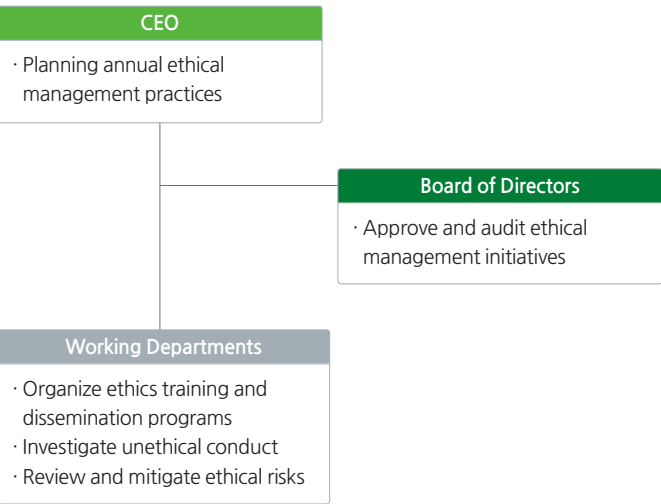 CEO
· Planning annual ethical
management practices
Board of Directors
· Approve and audit ethical
management initiatives
Working Departments
· Organize ethics training and
dissemination programs
· Investigate unethical conduct
· Review and mitigate ethical risks